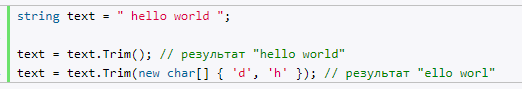 string text = " hello world ";
text = text.Trim(); // результат "hello world"
text = text.Trim(new char[] { 'd', 'h' }); // результат "ello worl"